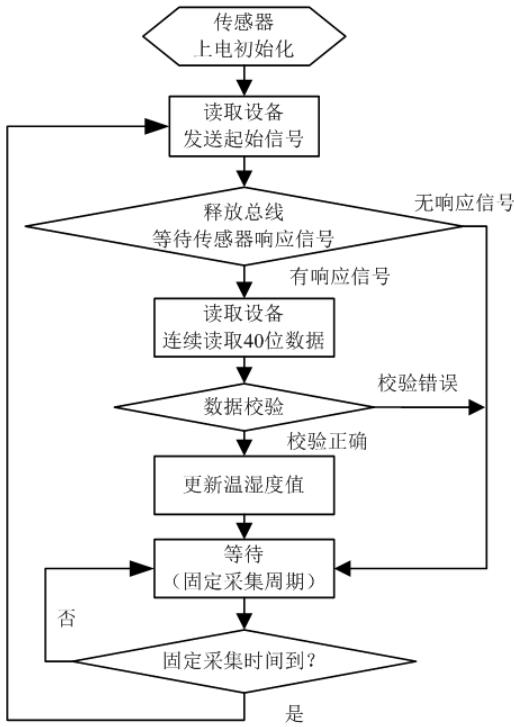 传感器
上电初始化
读取设备
发送起始信号
释放总线
等待传感器响应信号
无响应信号
有响应信号
读取设备
连续读取40位数据
数据校验
校验错误
校验正确
更新温湿度值
等待
（固定采集周期）
否
固定采集时间到？
是